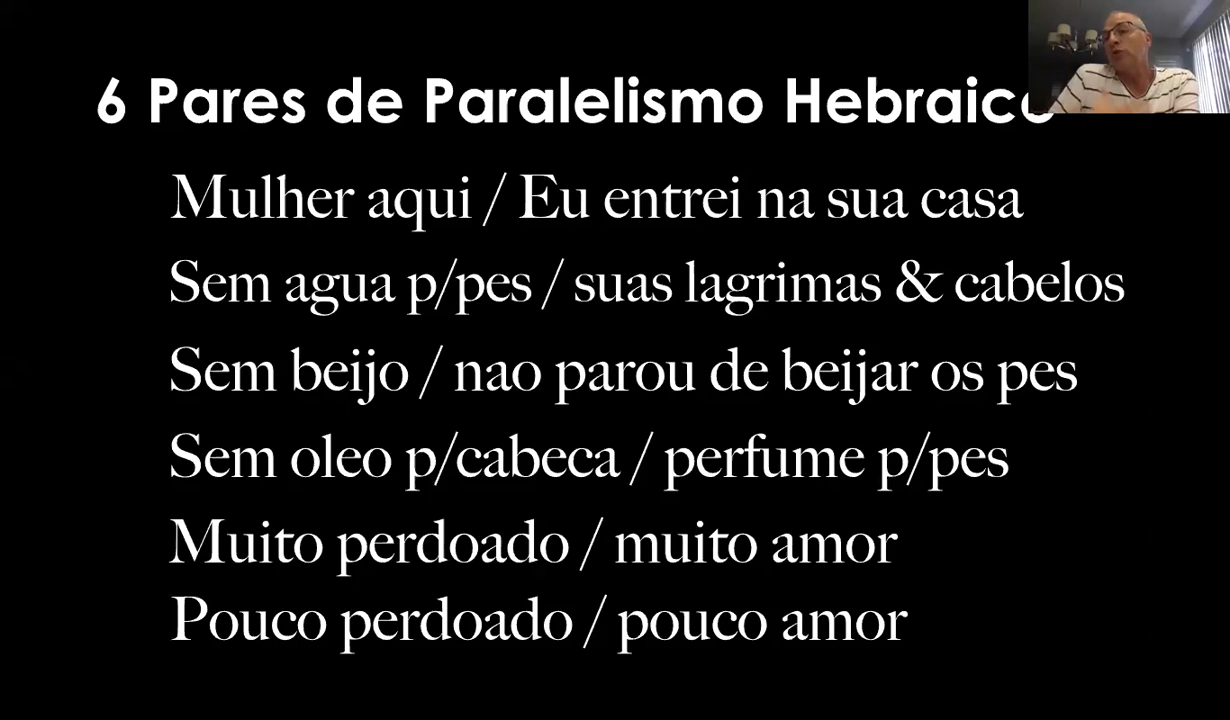 6 Pares de Paralelismo Hebraico
Mulher aqui / Eu entrei na sua casa
Sem agua p/pes / suas lagrimas & cabelos
Sem beijo / nao parou de beijar os pes
Sem oleo p/cabeca / perfume p/pes
Muito perdoado / muito amor
Pouco perdoado / pouco amor